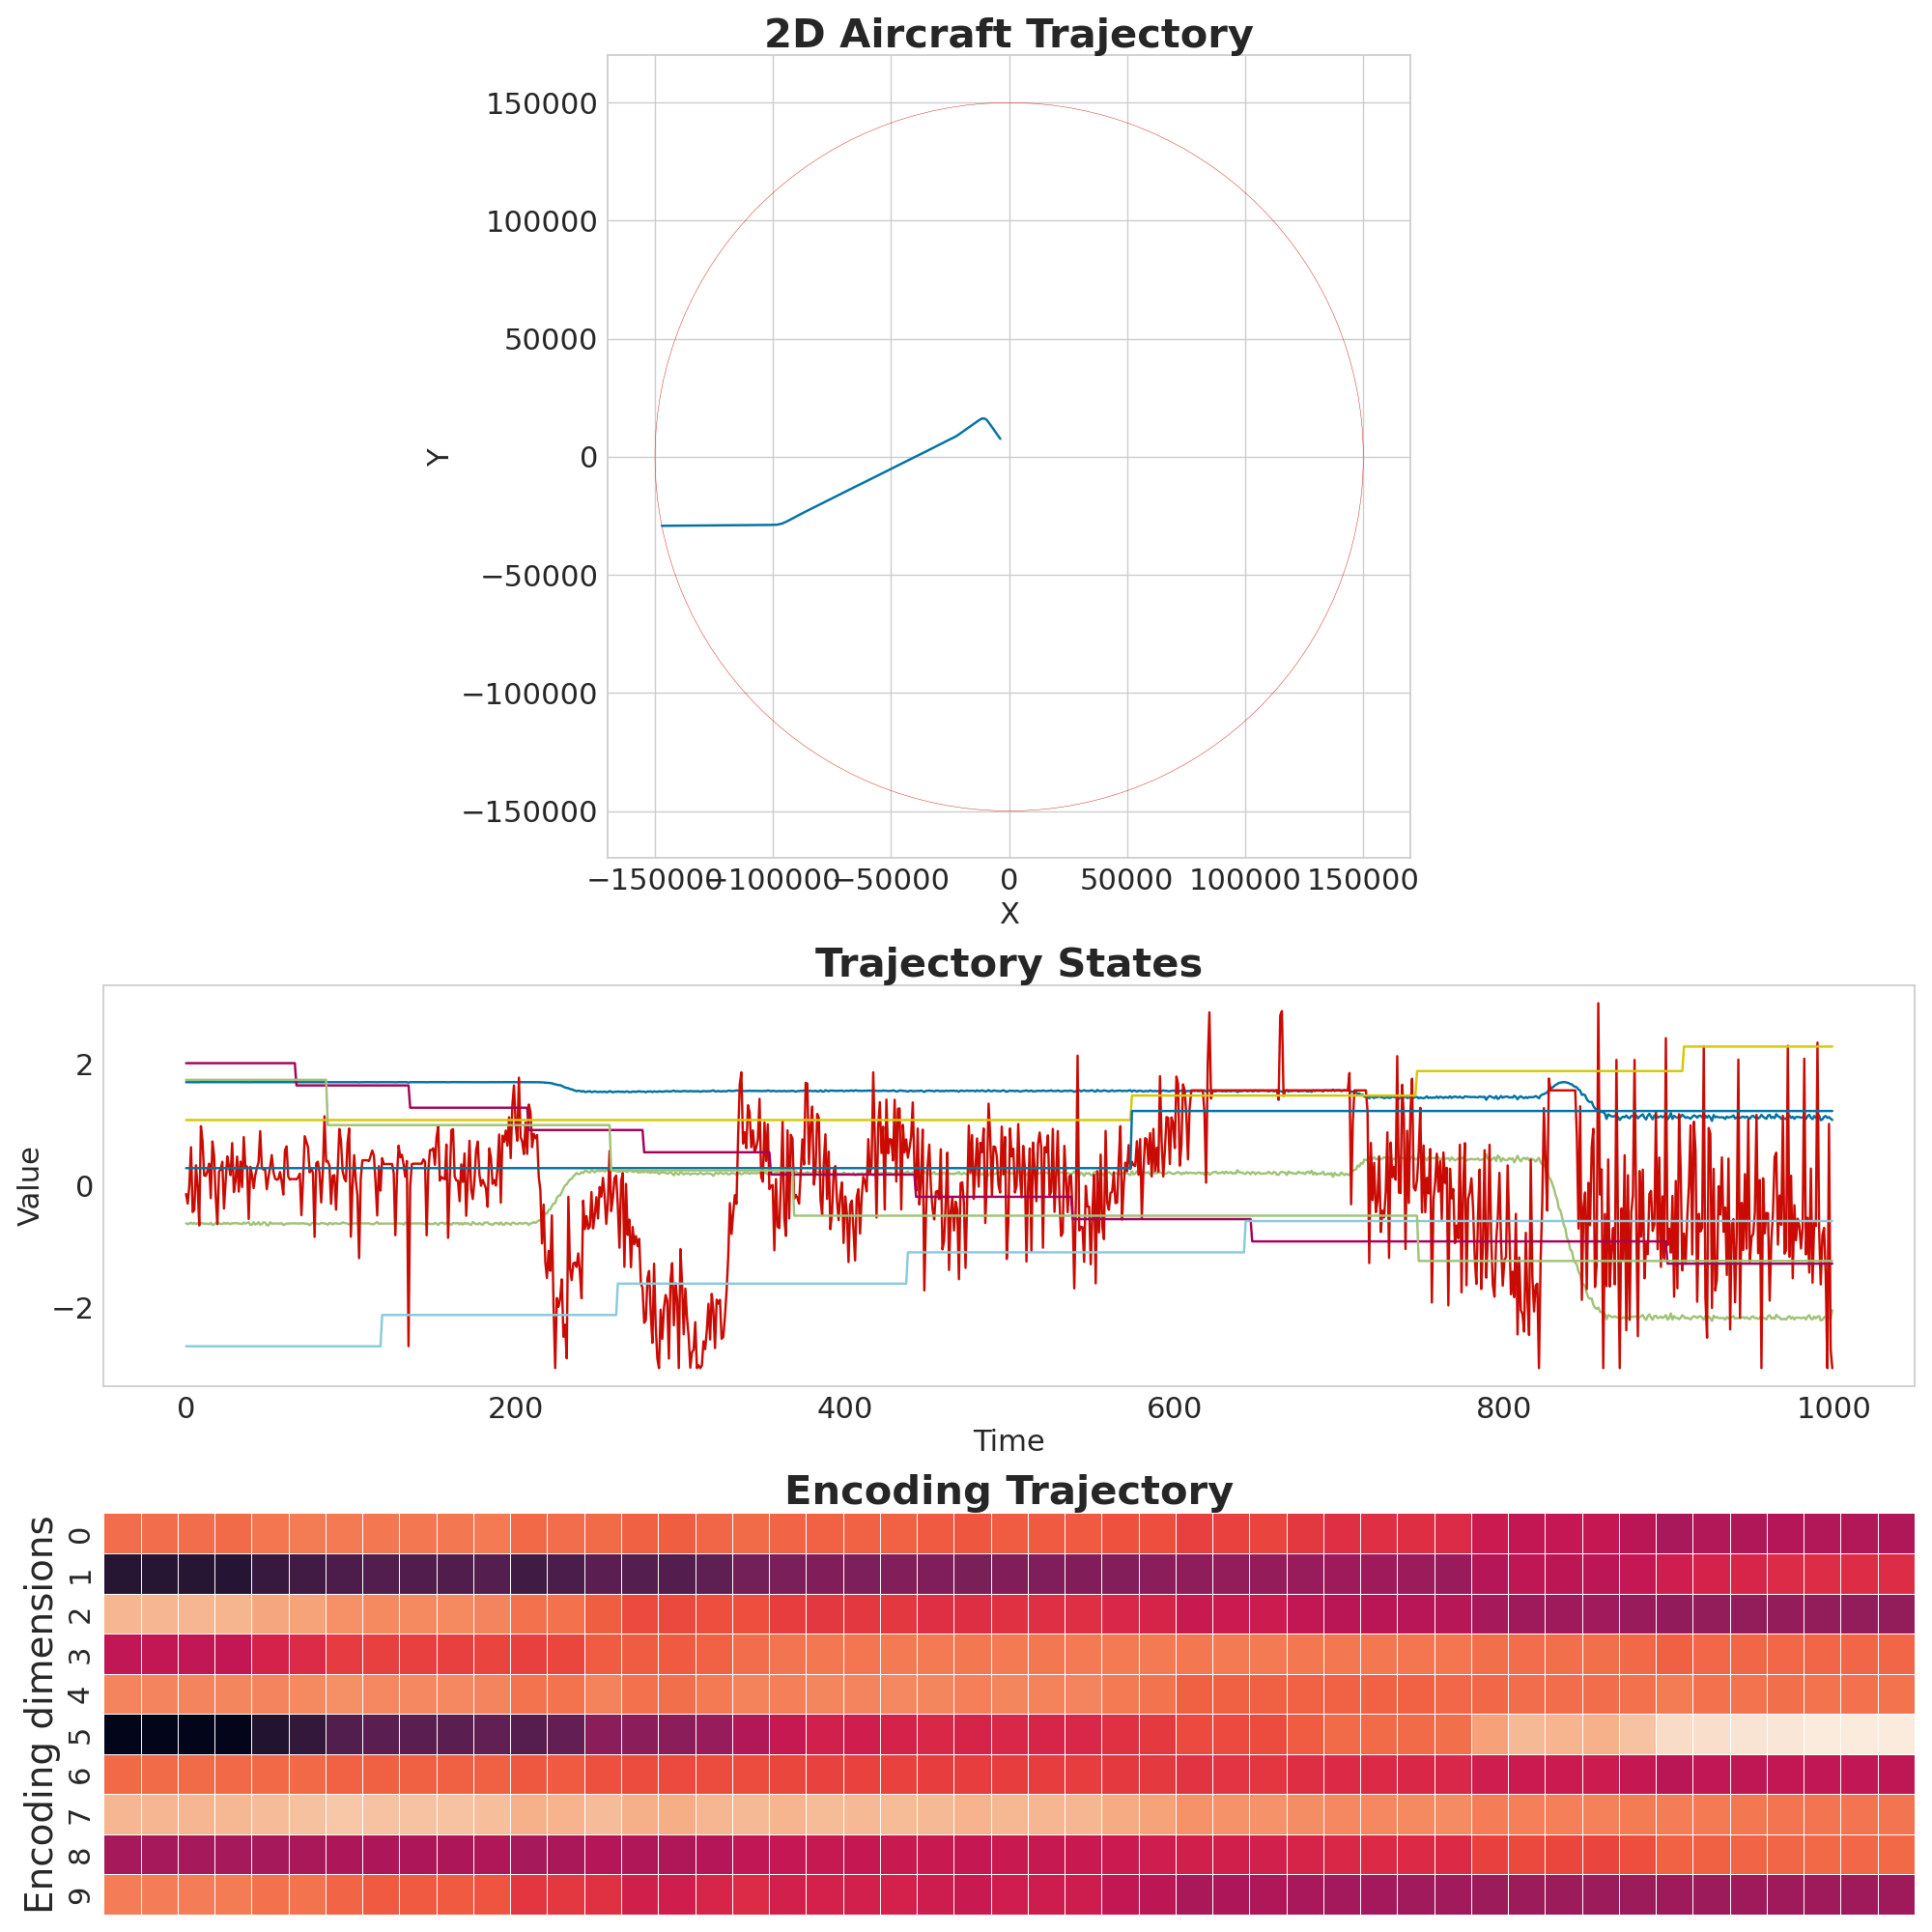 2D Aircraft Trajectory
150000
100000
50000
0
−50000
−100000
−150000
Y
−150000 −100000 −50000 0 50000 100000 150000
X
Trajectory States
2
0
−2
Value
0 200 400 600 800 1000
Time
Encoding Trajectory
0
1
2
3
4
5
6
7
8
9
Encoding dimensions